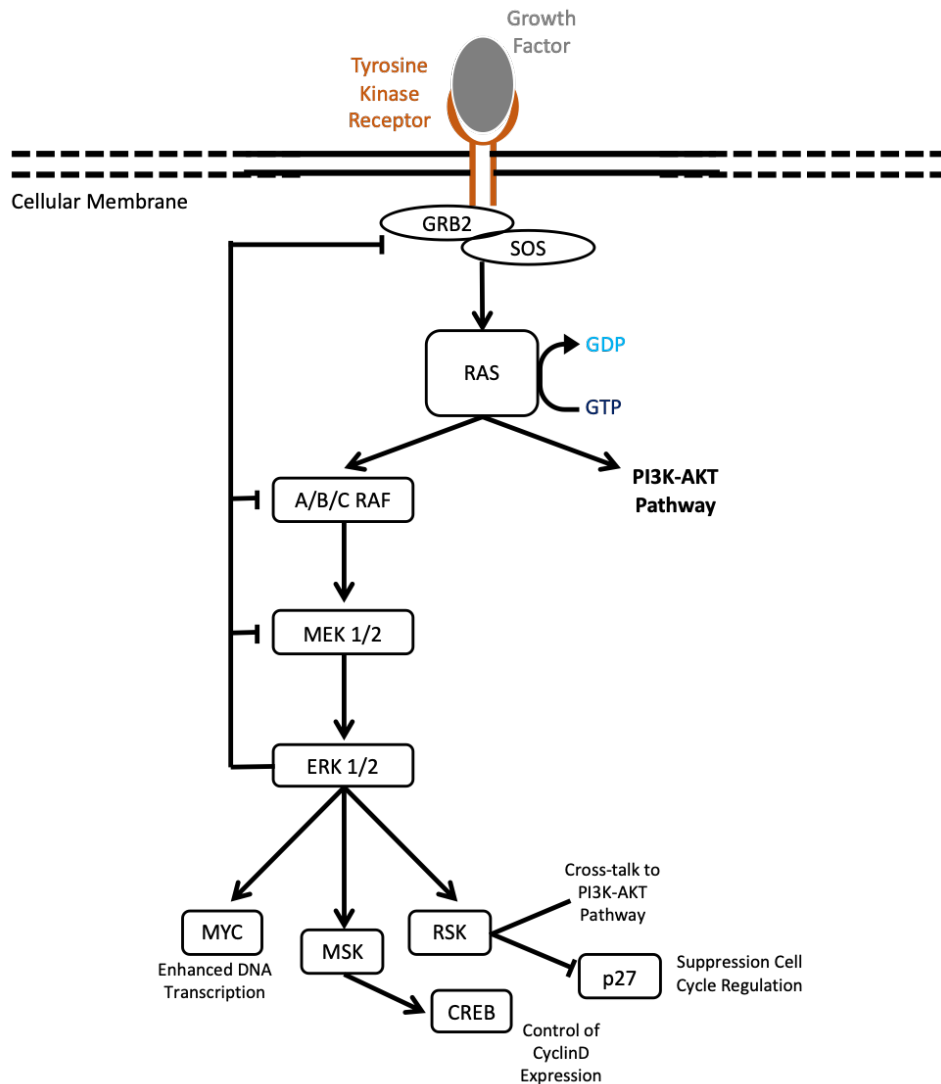 Growth
Factor
Tyrosine
Kinase
Receptor
Cellular Membrane
GRB2
SOS
RAS
GDP
GTP
PI3K-AKT
Pathway
A/B/C RAF
MEK 1/2
ERK 1/2
MYC
Enhanced DNA
Transcription
MSK
CREB
Control of
CyclinD
Expression
RSK
Cross-talk to
PI3K-AKT
Pathway
p27
Suppression Cell
Cycle Regulation